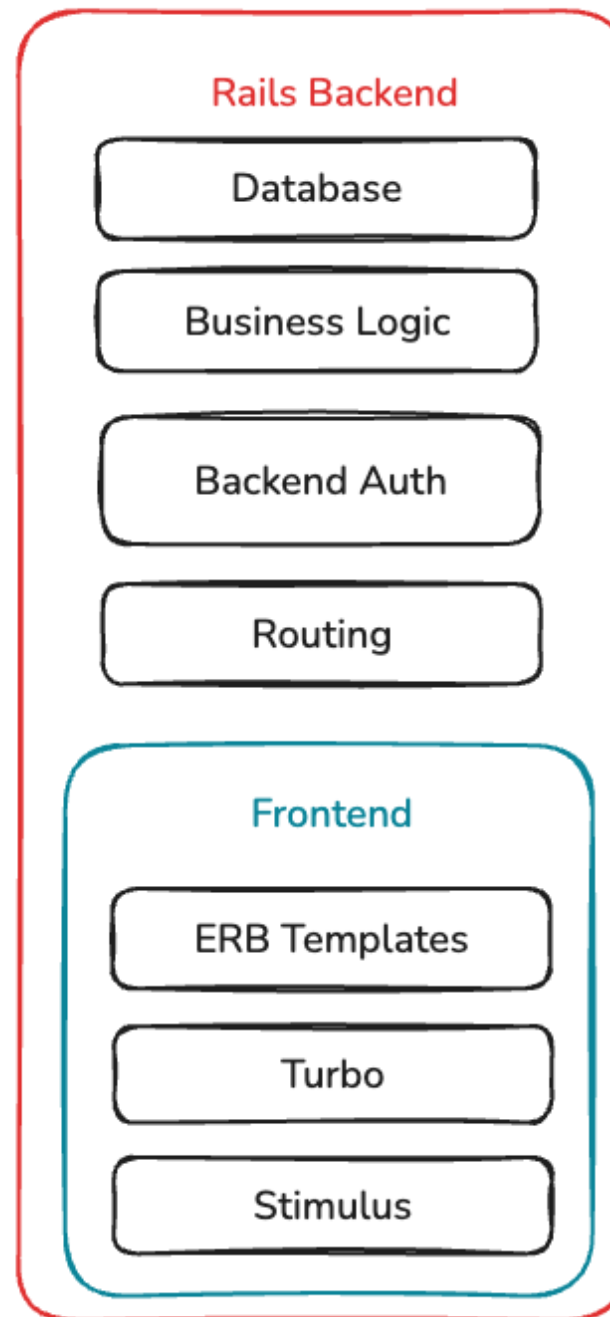 Rails Backend
Database
Business Logic
Backend Auth
Routing
Frontend
ERB Templates
Turbo
Stimulus